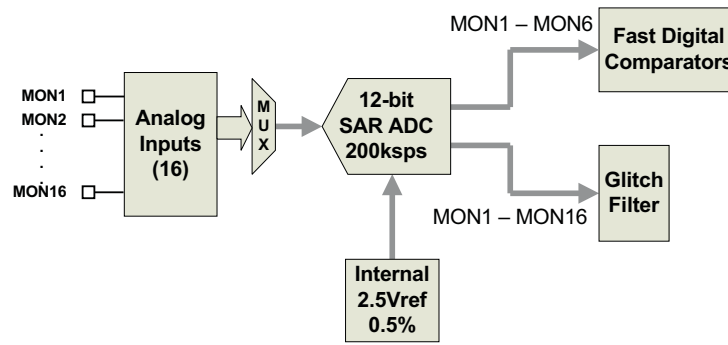 MON1 – MON6
Fast Digital
Comparators
MON1
MON2
MON16
Analog
Inputs
(16)
MUX
12-bit
SAR ADC
200ksps
Glitch
Filter
MON1 – MON16
Internal
2.5Vref
0.5%